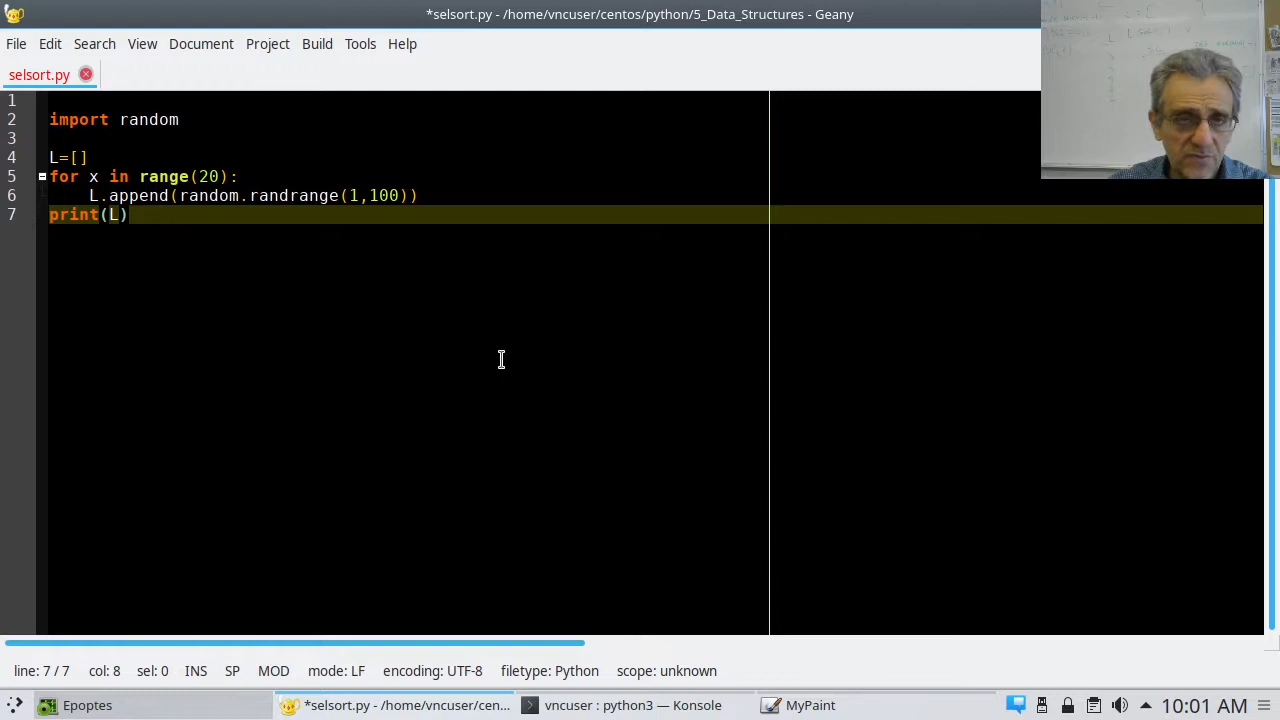 *selsort.py - /home/vncuser/centos/python/5_Data_Structures - Geany
File Edit Search View Document Project Build Tools Help
selsort.py
1
2 import random
3
4 L=[]
5 for x in range(20):
6     L.append(random.randrange(1,100))
7 print(L)
line: 7 / 7 col: 8 sel: 0 INS SP MOD mode: LF encoding: UTF-8 filetype: Python scope: unknown
Epoptes *selsort.py - /home/vncuser/cen... vncuser : python3 — Konsole MyPaint 10:01 AM